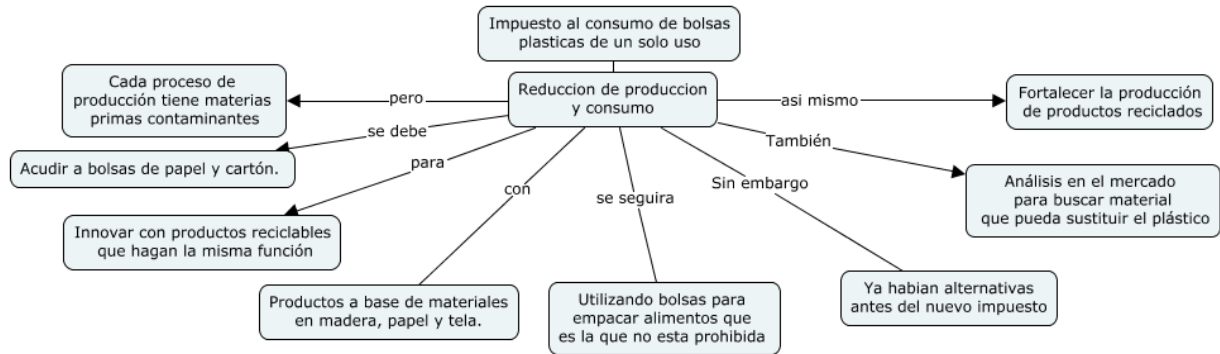 Impuesto al consumo de bolsas
plasticas de un solo uso
Reduccion de produccion
y consumo
pero
Cada proceso de
producción tiene materias
primas contaminantes
se debe
Acudir a bolsas de papel y cartón.
para
Innovar con productos reciclables
que hagan la misma función
con
Productos a base de materiales
en madera, papel y tela.
se seguira
Utilizando bolsas para
empacar alimentos que
es la que no esta prohibida
Sin embargo
Ya habian alternativas
antes del nuevo impuesto
También
Análisis en el mercado
para buscar material
que pueda sustituir el plástico
asi mismo
Fortalecer la producción
de productos reciclados